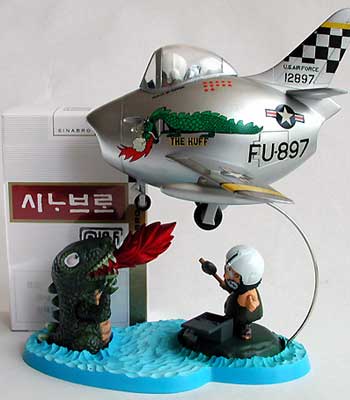 U.S.AIR FORCE
12897
SINABRO
THE HUFF
FU-897
시나브로